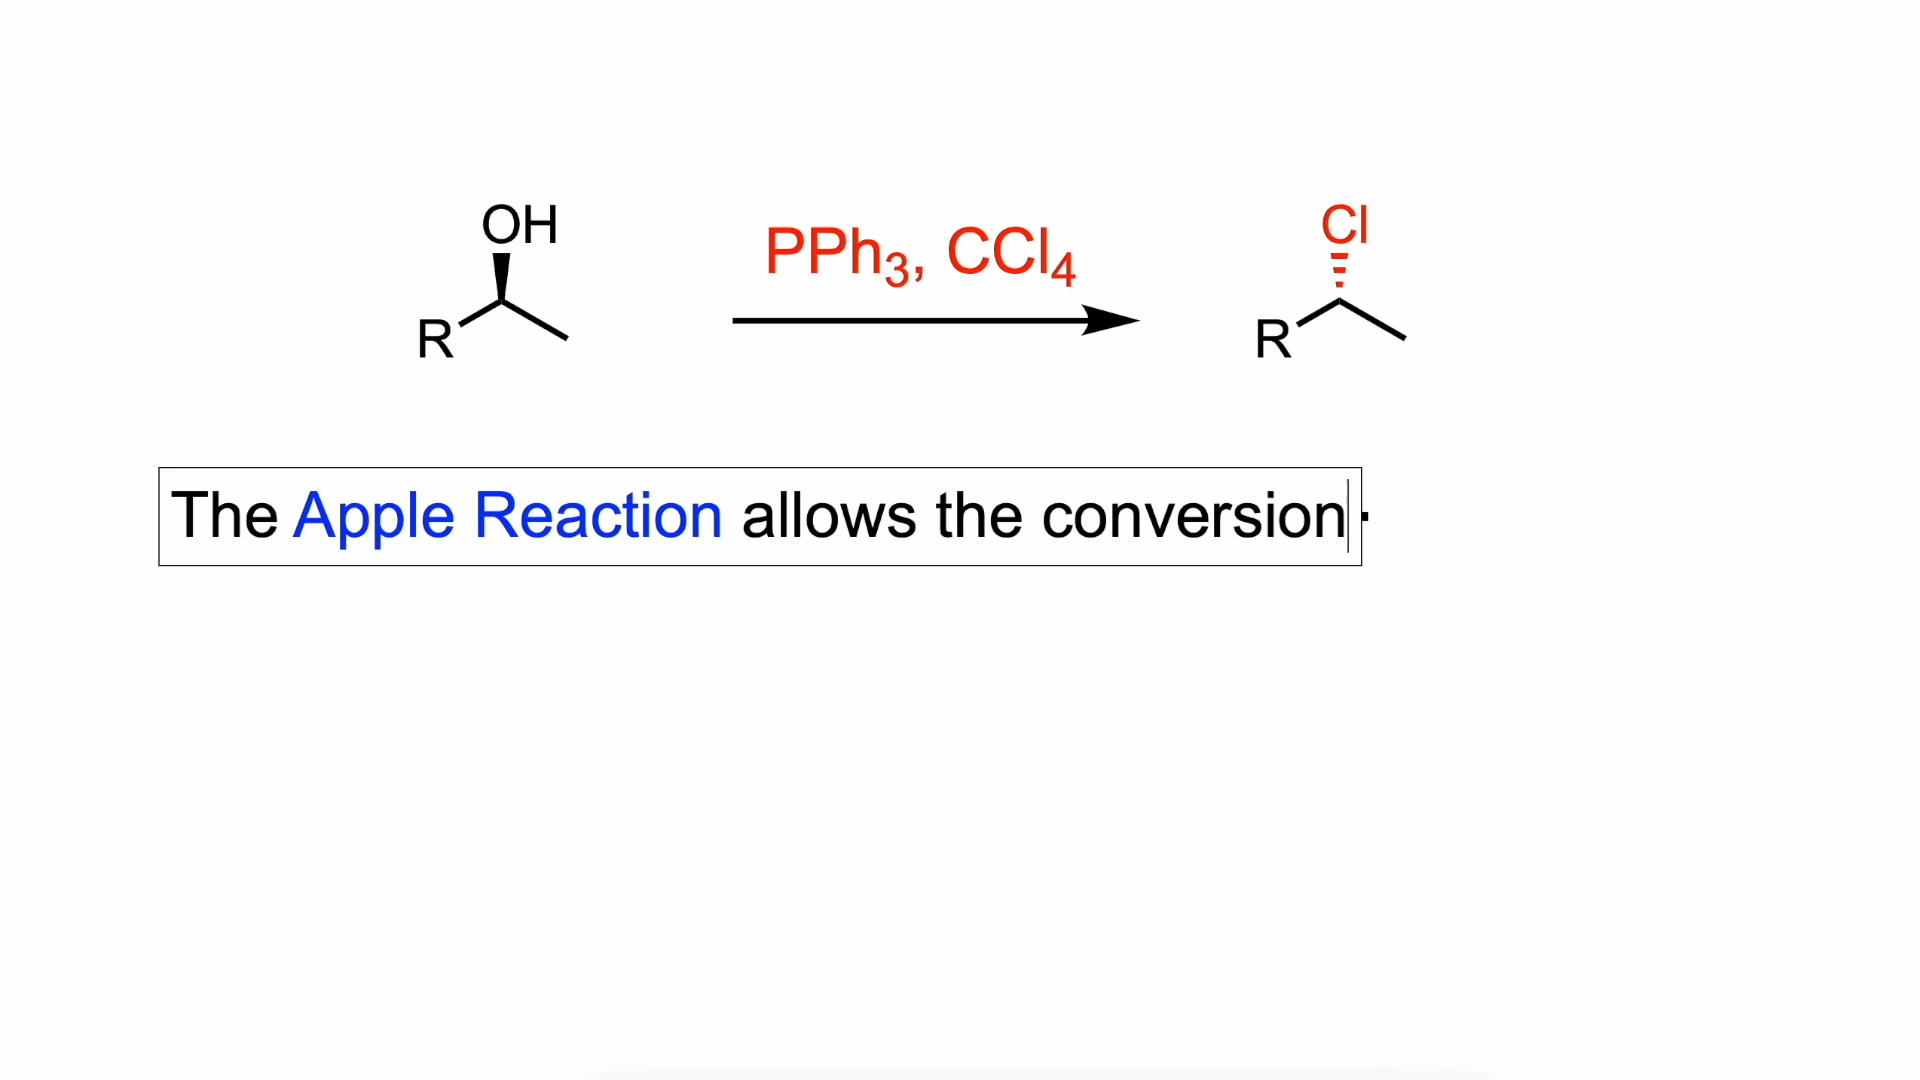 OH
PPh3, CCl4
Cl
R
R
The Apple Reaction allows the conversion